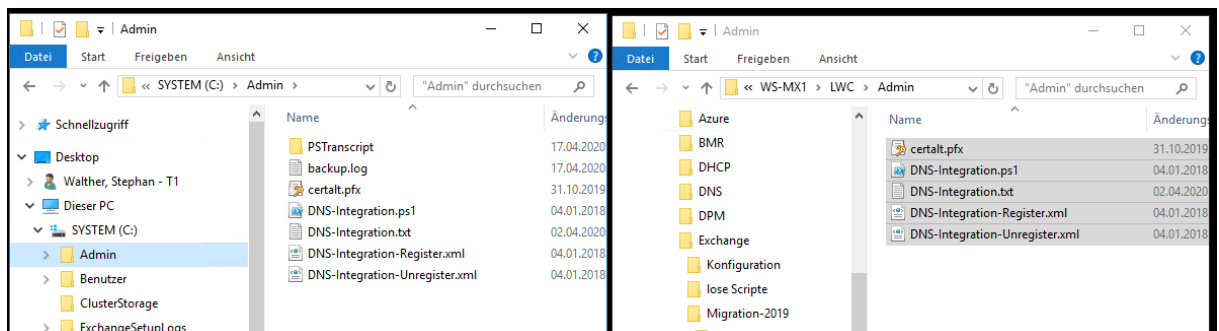 Admin
Datei Start Freigeben Ansicht
« SYSTEM (C:) > Admin >
"Admin" durchsuchen
Schnellzugriff
Desktop
Walther, Stephan - T1
Dieser PC
SYSTEM (C:)
Admin
Benutzer
ClusterStorage
ExchangeSetupLogs
Name Änderungs
PSTranscript 17.04.2020
backup.log 17.04.2020
certalt.pfx 31.10.2019
DNS-Integration.ps1 04.01.2018
DNS-Integration.txt 02.04.2020
DNS-Integration-Register.xml 04.01.2018
DNS-Integration-Unregister.xml 04.01.2018
Admin
Datei Start Freigeben Ansicht
« WS-MX1 > LWC > Admin
"Admin" durchsuchen
Azure
BMR
DHCP
DNS
DPM
Exchange
Konfiguration
lose Scripte
Migration-2019
Name Änderungs
certalt.pfx 31.10.2019
DNS-Integration.ps1 04.01.2018
DNS-Integration.txt 02.04.2020
DNS-Integration-Register.xml 04.01.2018
DNS-Integration-Unregister.xml 04.01.2018